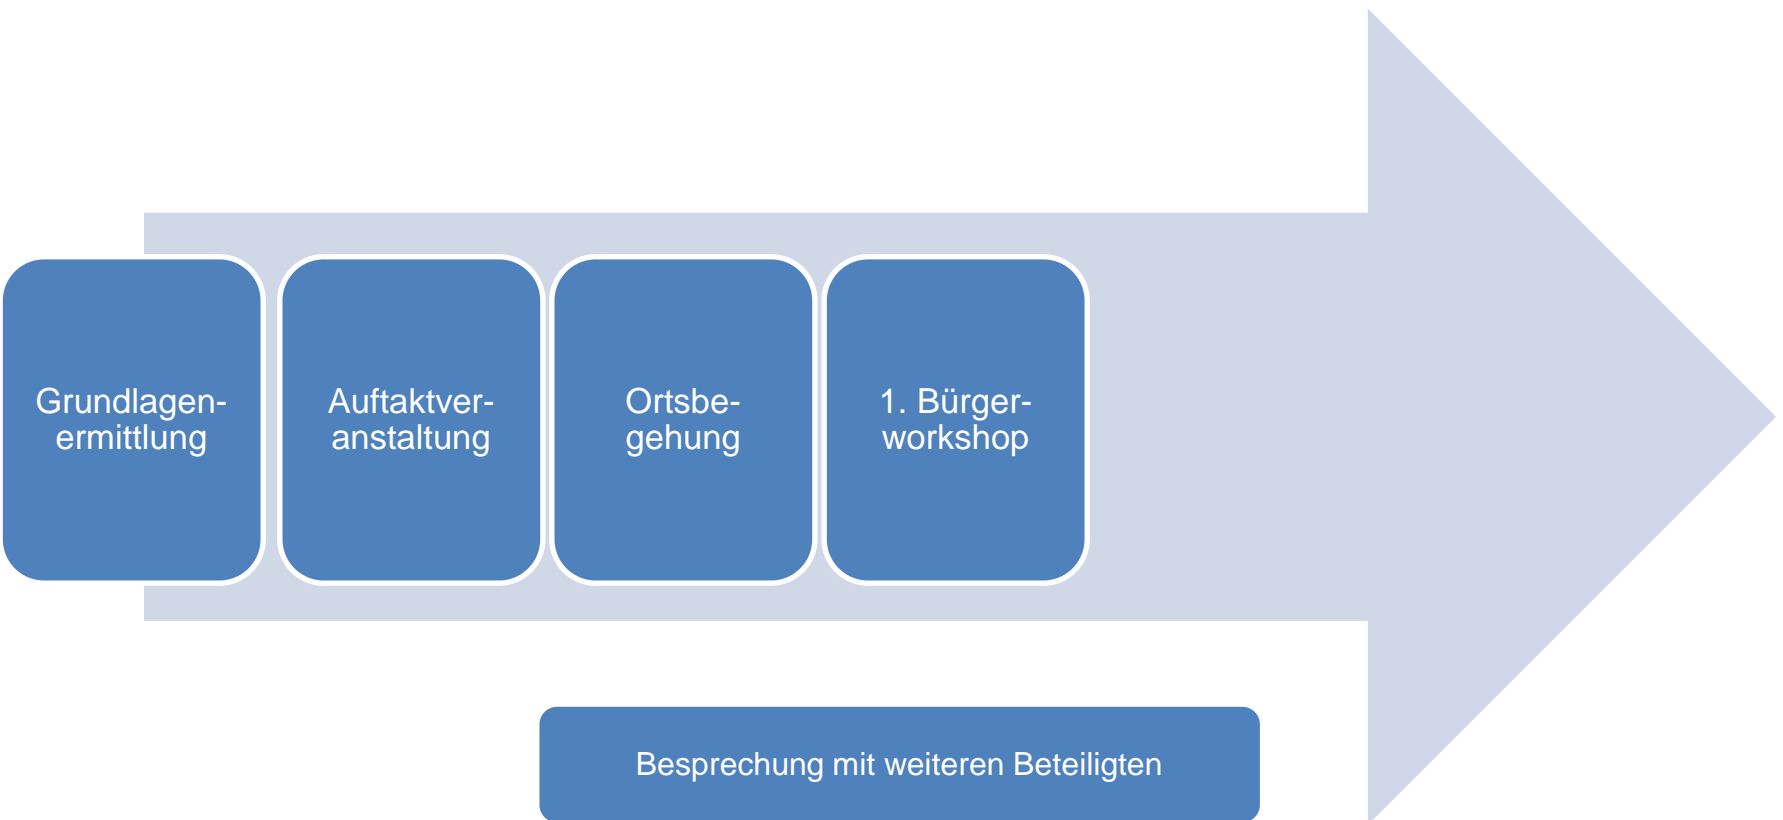 Grundlagen-
ermittlung
Auftaktver-
anstaltung
Ortsbe-
gehung
1. Bürger-
workshop
Besprechung mit weiteren Beteiligten